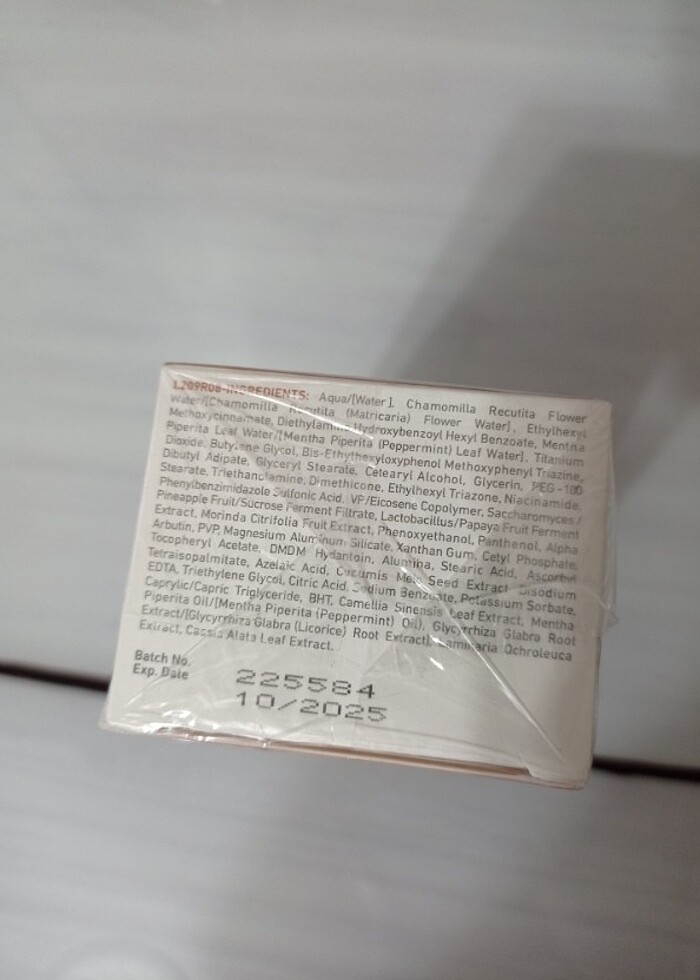 L209R08-INGREDIENTS: Aqua/[Water], Chamomilla Recutita Flower
Water/[Chamomilla Recutita (Matricaria) Flower Water], Ethylhexyl
Methoxycinnamate, Diethylamino Hydroxybenzoyl Hexyl Benzoate, Mentha
Piperita Leaf Water/[Mentha Piperita (Peppermint) Leaf Water], Titanium
Dioxide, Butylene Glycol, Bis-Ethylhexyloxyphenol Methoxyphenyl Triazine,
Dibutyl Adipate, Glyceryl Stearate, Cetearyl Alcohol, Glycerin, PEG-100
Stearate, Triethanolamine, Dimethicone, Ethylhexyl Triazone, Niacinamide,
Phenylbenzimidazole Sulfonic Acid, VP/Eicosene Copolymer, Saccharomyces/
Pineapple Fruit/Sucrose Ferment Filtrate, Lactobacillus/Papaya Fruit Ferment
Extract, Morinda Citrifolia Fruit Extract, Phenoxyethanol, Panthenol, Alpha
Arbutin, PVP, Magnesium Aluminum Silicate, Xanthan Gum, Cetyl Phosphate,
Tocopheryl Acetate, DMDM Hydantoin, Alumina, Stearic Acid, Ascorbyl
Tetraisopalmitate, Azelaic Acid, Cucumis Melo Seed Extract, Disodium
EDTA, Triethylene Glycol, Citric Acid, Sodium Benzoate, Potassium Sorbate,
Caprylic/Capric Triglyceride, BHT, Camellia Sinensis Leaf Extract, Mentha
Piperita Oil/[Mentha Piperita (Peppermint) Oil], Glycyrrhiza Glabra Root
Extract/[Glycyrrhiza Glabra (Licorice) Root Extract], Laminaria Ochroleuca
Extract, Cassia Alata Leaf Extract.
Batch No. 225584
Exp. Date 10/2025